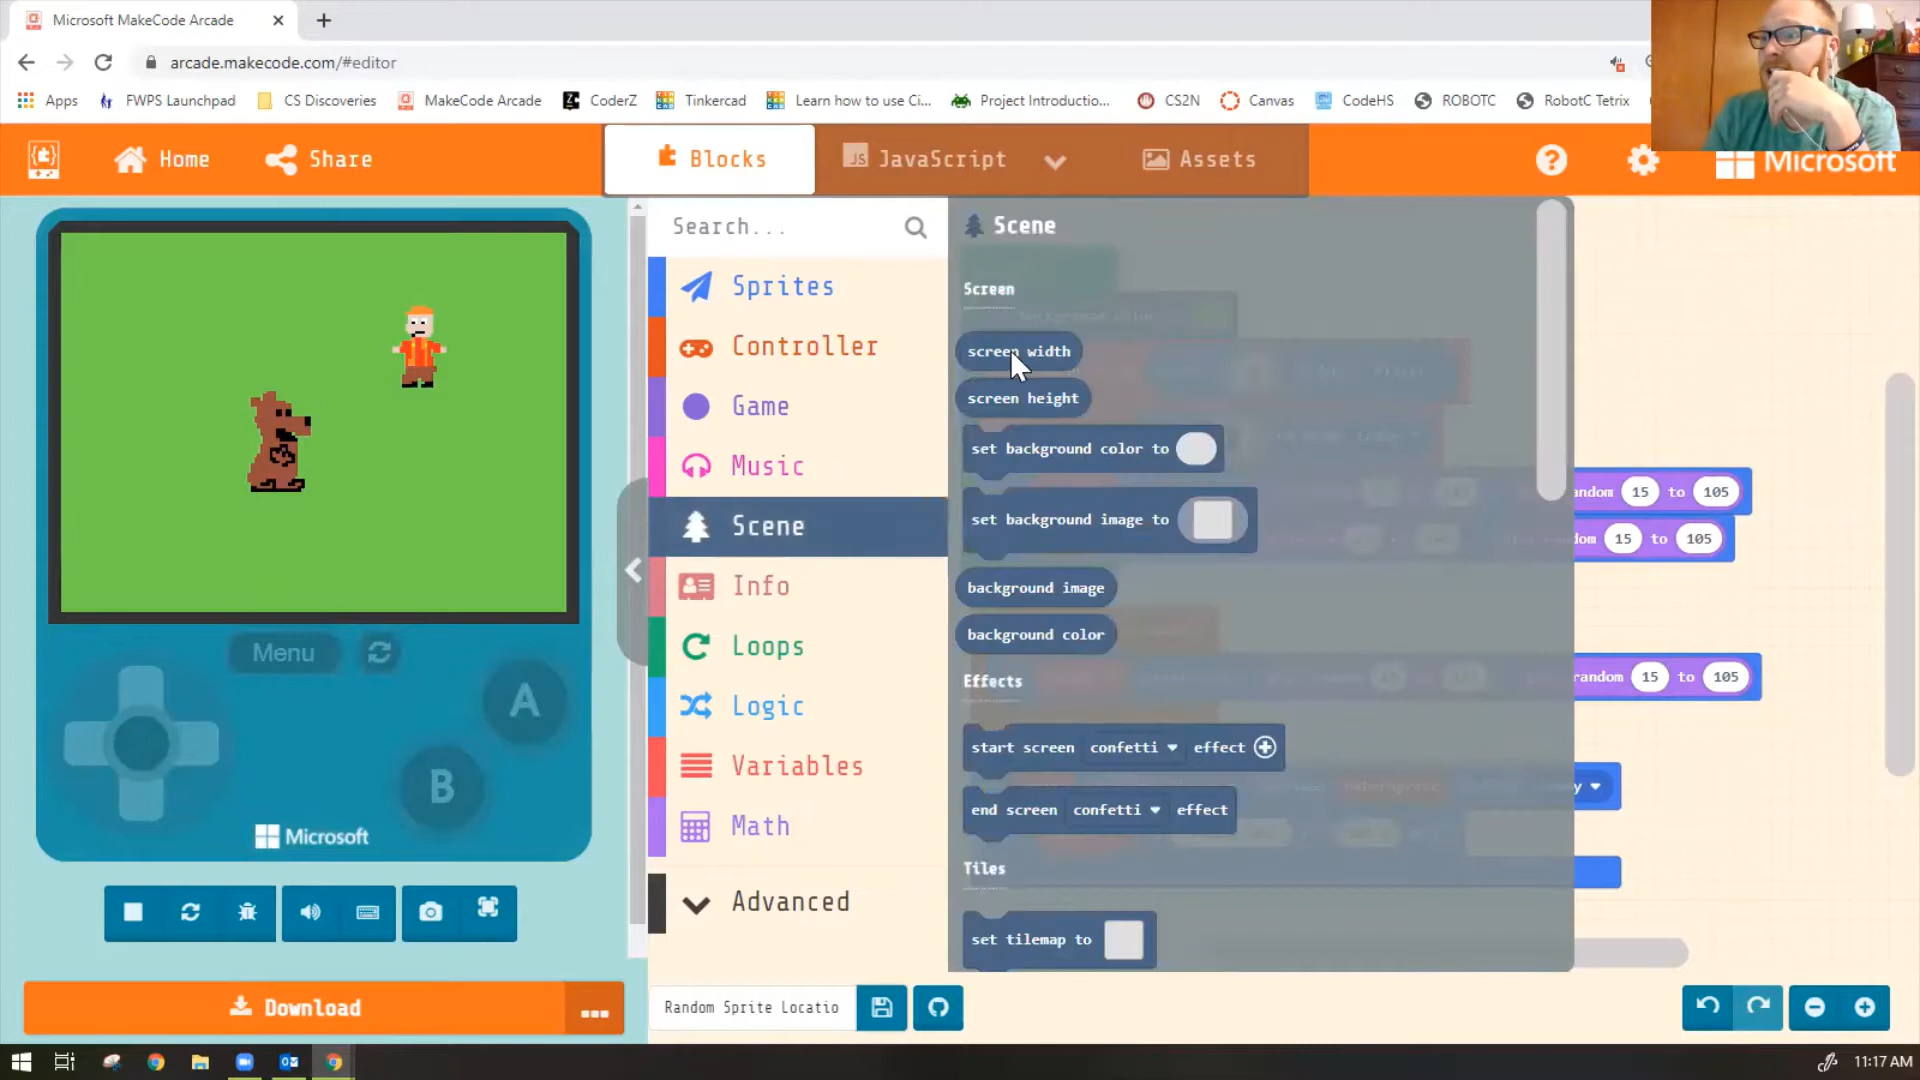 Microsoft MakeCode Arcade
arcade.makecode.com/#editor
Apps FWPS Launchpad CS Discoveries MakeCode Arcade CoderZ Tinkercad Learn how to use Ci... Project Introductio... CS2N Canvas CodeHS ROBOTC RobotC Tetrix
Home Share Blocks JavaScript Assets Microsoft
Search...
Sprites
Controller
Game
Music
Scene
Info
Loops
Logic
Variables
Math
Advanced
Scene
Screen
screen width
screen height
set background color to
set background image to
background image
background color
Effects
start screen confetti effect
end screen confetti effect
Tiles
set tilemap to
andom 15 to 105
dom 15 to 105
random 15 to 105
y
Menu
A
B
Microsoft
Download ...
Random Sprite Locatio
11:17 AM